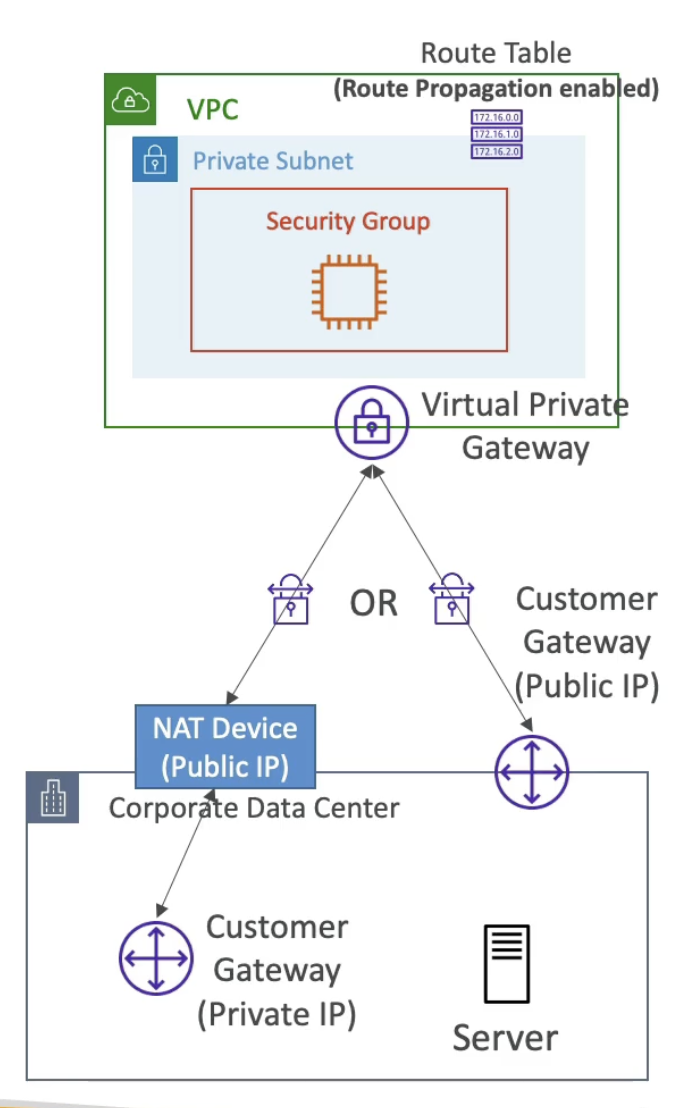 Route Table
(Route Propagation enabled)
VPC
172.16.0.0
172.16.1.0
172.16.2.0
Private Subnet
Security Group
Virtual Private
Gateway
OR
Customer
Gateway
(Public IP)
NAT Device
(Public IP)
Corporate Data Center
Customer
Gateway
(Private IP)
Server